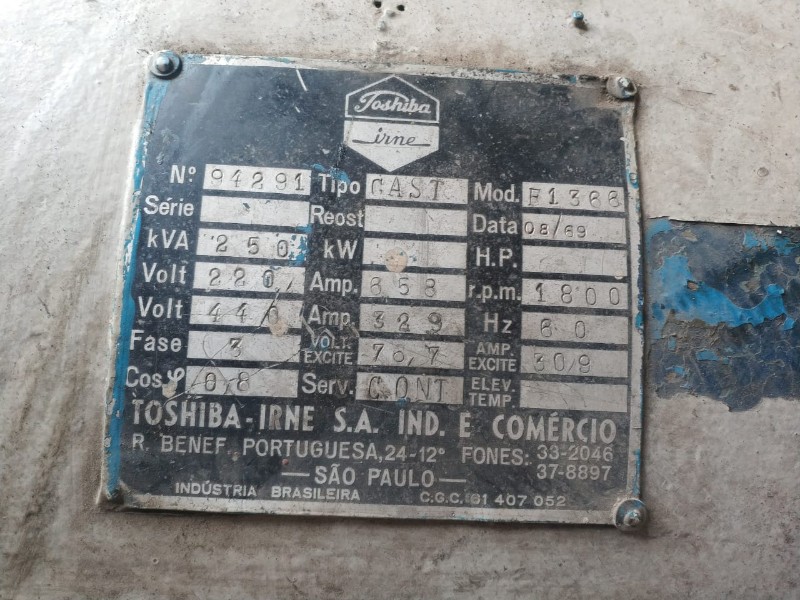 Toshiba
irne
Nº 94291 Tipo GAST Mod. F1366
Série Reost Data 08/69
kVA 250 kW H.P.
Volt 220 Amp. 658 r.p.m. 1800
Volt 440 Amp. 329 Hz 60
Fase 3 VOLT. EXCITE 76,7 AMP. EXCITE 30,9
Cos φ 0,8 Serv. CONT ELEV. TEMP.
TOSHIBA-IRNE S.A. IND. E COMÉRCIO
R. BENEF. PORTUGUESA, 24-12º FONES: 33-2046
37-8897
—SÃO PAULO—
INDÚSTRIA BRASILEIRA C.G.C. 61 407 052